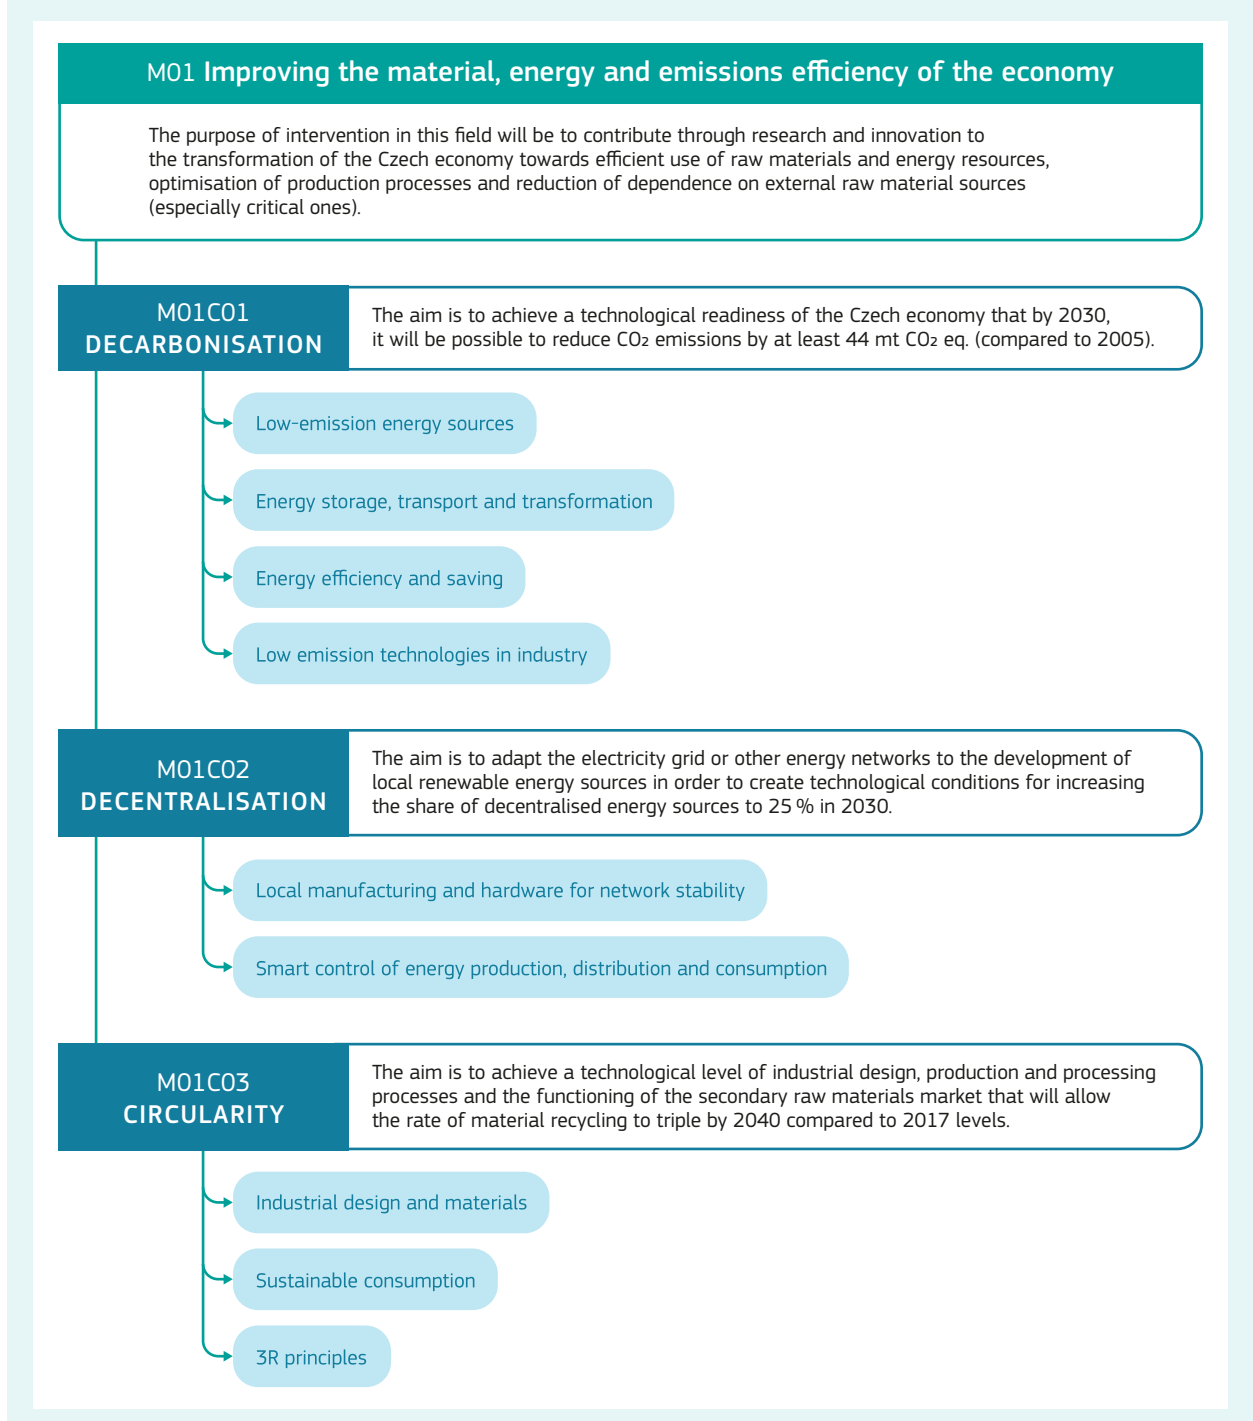 M01 Improving the material, energy and emissions efficiency of the economy
The purpose of intervention in this field will be to contribute through research and innovation to
the transformation of the Czech economy towards efficient use of raw materials and energy resources,
optimisation of production processes and reduction of dependence on external raw material sources
(especially critical ones).
M01C01
DECARBONISATION
The aim is to achieve a technological readiness of the Czech economy that by 2030,
it will be possible to reduce CO₂ emissions by at least 44 mt CO₂ eq. (compared to 2005).
Low-emission energy sources
Energy storage, transport and transformation
Energy efficiency and saving
Low emission technologies in industry
M01C02
DECENTRALISATION
The aim is to adapt the electricity grid or other energy networks to the development of
local renewable energy sources in order to create technological conditions for increasing
the share of decentralised energy sources to 25 % in 2030.
Local manufacturing and hardware for network stability
Smart control of energy production, distribution and consumption
M01C03
CIRCULARITY
The aim is to achieve a technological level of industrial design, production and processing
processes and the functioning of the secondary raw materials market that will allow
the rate of material recycling to triple by 2040 compared to 2017 levels.
Industrial design and materials
Sustainable consumption
3R principles